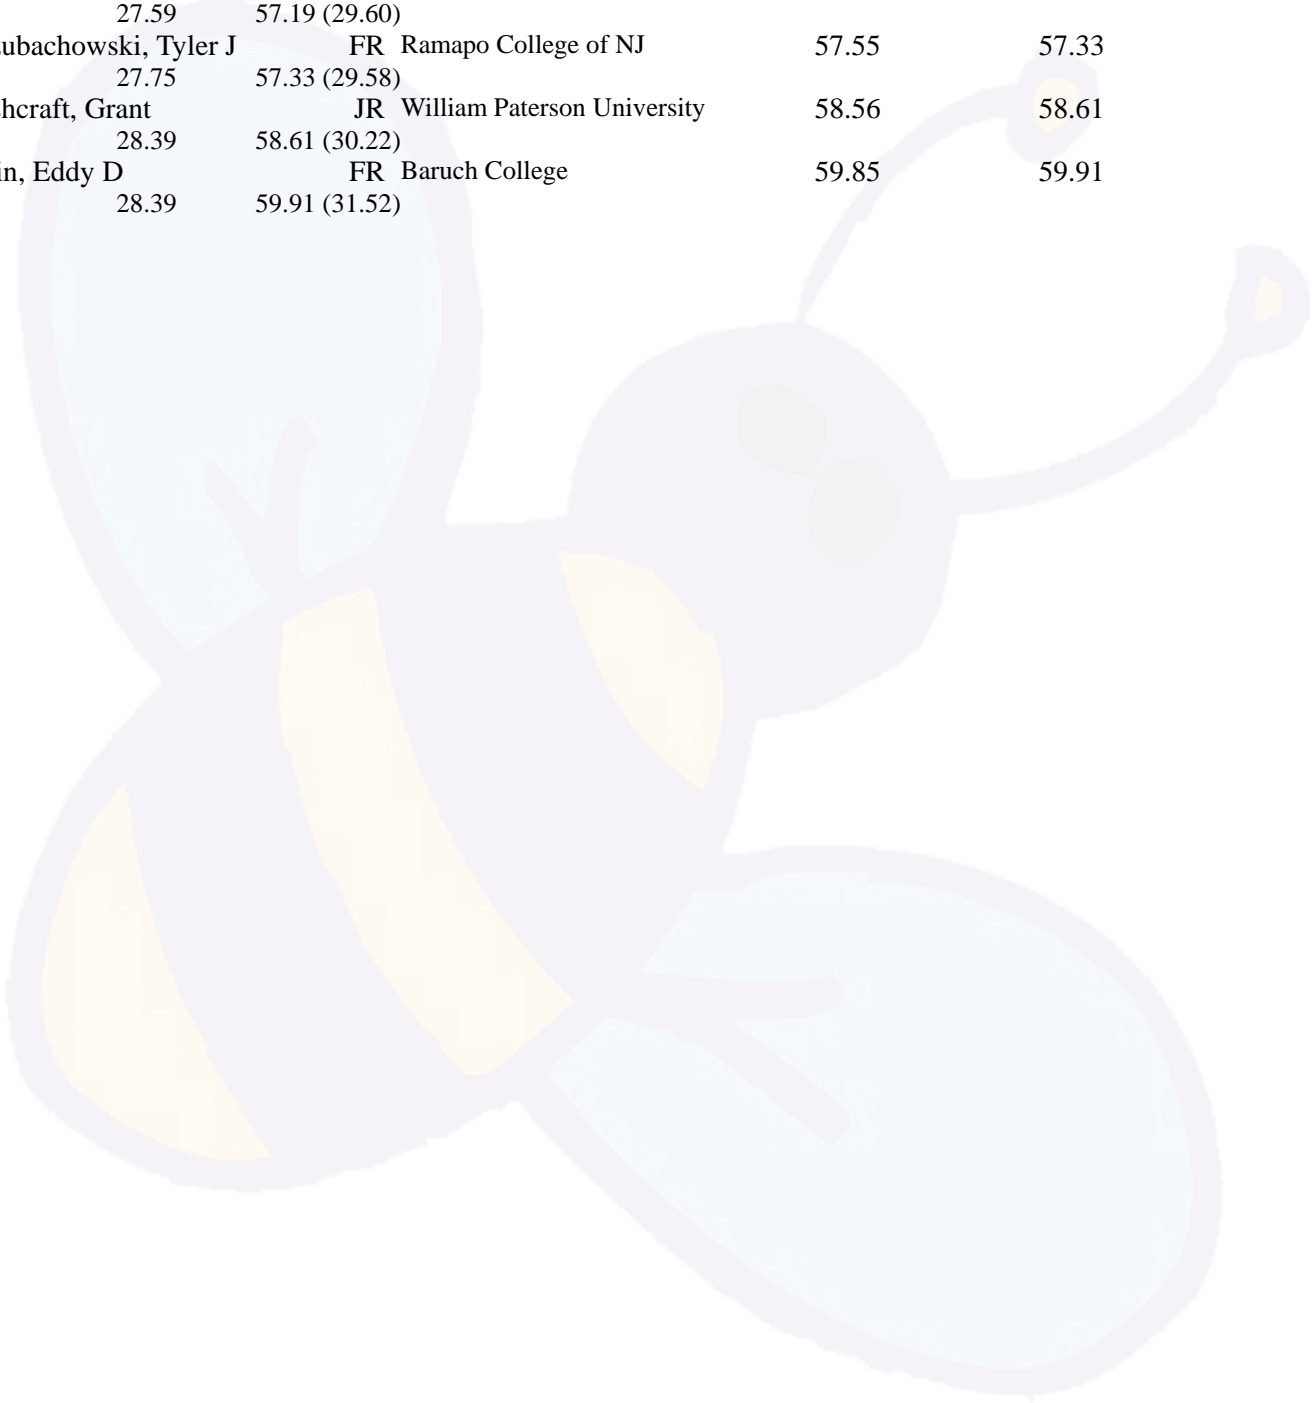 27.59 57.19 (29.60)
ubachowski, Tyler J FR Ramapo College of NJ 57.55 57.33
27.75 57.33 (29.58)
hcraft, Grant JR William Paterson University 58.56 58.61
28.39 58.61 (30.22)
in, Eddy D FR Baruch College 59.85 59.91
28.39 59.91 (31.52)